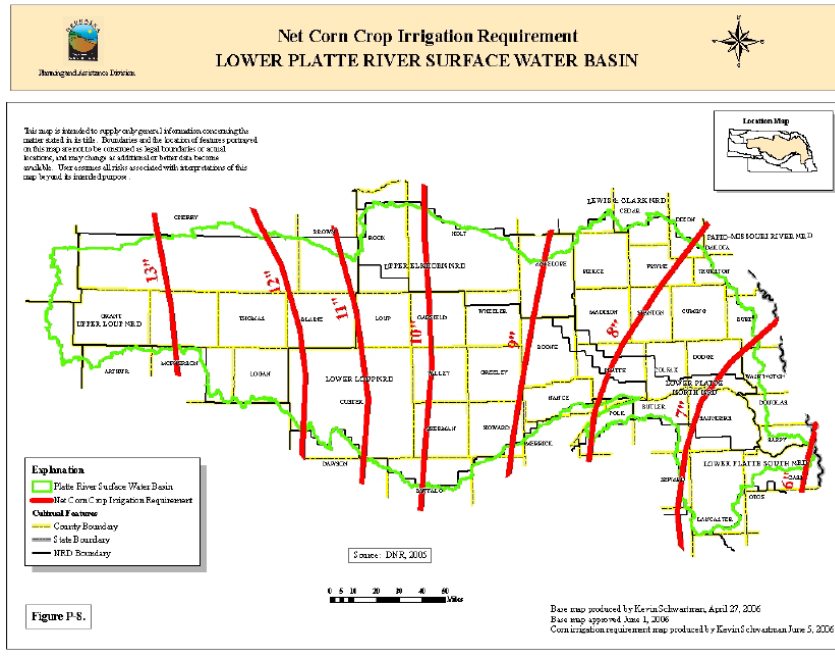 NEBRASKA
Planning and Assistance Division
Net Corn Crop Irrigation Requirement
LOWER PLATTE RIVER SURFACE WATER BASIN
This map is intended to supply only general information concerning the
matter stated in its title. Boundaries and the location of features portrayed
on this map are not to be construed as legal boundaries or actual
locations, and may change as additional or better data become
available. User assumes all risks associated with interpretations of this
map beyond its intended purpose.
Location Map
LEWIS & CLARK NRD
CEDAR
DIXON
CHERRY
BROWN
ROCK
HOLT
PAPIO-MISSOURI RIVER NRD
DAKOTA
ANTELOPE
PIERCE
WAYNE
THURSTON
UPPER ELKHORN NRD
13"
12"
11"
10"
9"
8"
GRANT
UPPER LOUP NRD
THOMAS
BLAINE
LOUP
GARFIELD
WHEELER
MADISON
STANTON
CUMING
BURT
BOONE
ARTHUR
MCPHERSON
LOGAN
LOWER LOUP NRD
CUSTER
VALLEY
GREELEY
PLATTE
COLFAX
DODGE
WASHINGTON
LOWER PLATTE
NORTH NRD
NANCE
POLK
BUTLER
7"
SAUNDERS
DOUGLAS
SHERMAN
HOWARD
MERRICK
SARPY
DAWSON
BUFFALO
LOWER PLATTE SOUTH NRD
CASS
6"
OTOE
LANCASTER
Explanation
Platte River Surface Water Basin
Net Corn Crop Irrigation Requirement
Cultural Features
County Boundary
State Boundary
NRD Boundary
Source: DNR, 2005
0 5 10 20 30 40 50
Miles
Figure P-8.
Base map produced by Kevin Schwartman, April 27, 2006
Base map approved June 1, 2006
Corn irrigation requirement map produced by Kevin Schwartman June 5, 2006